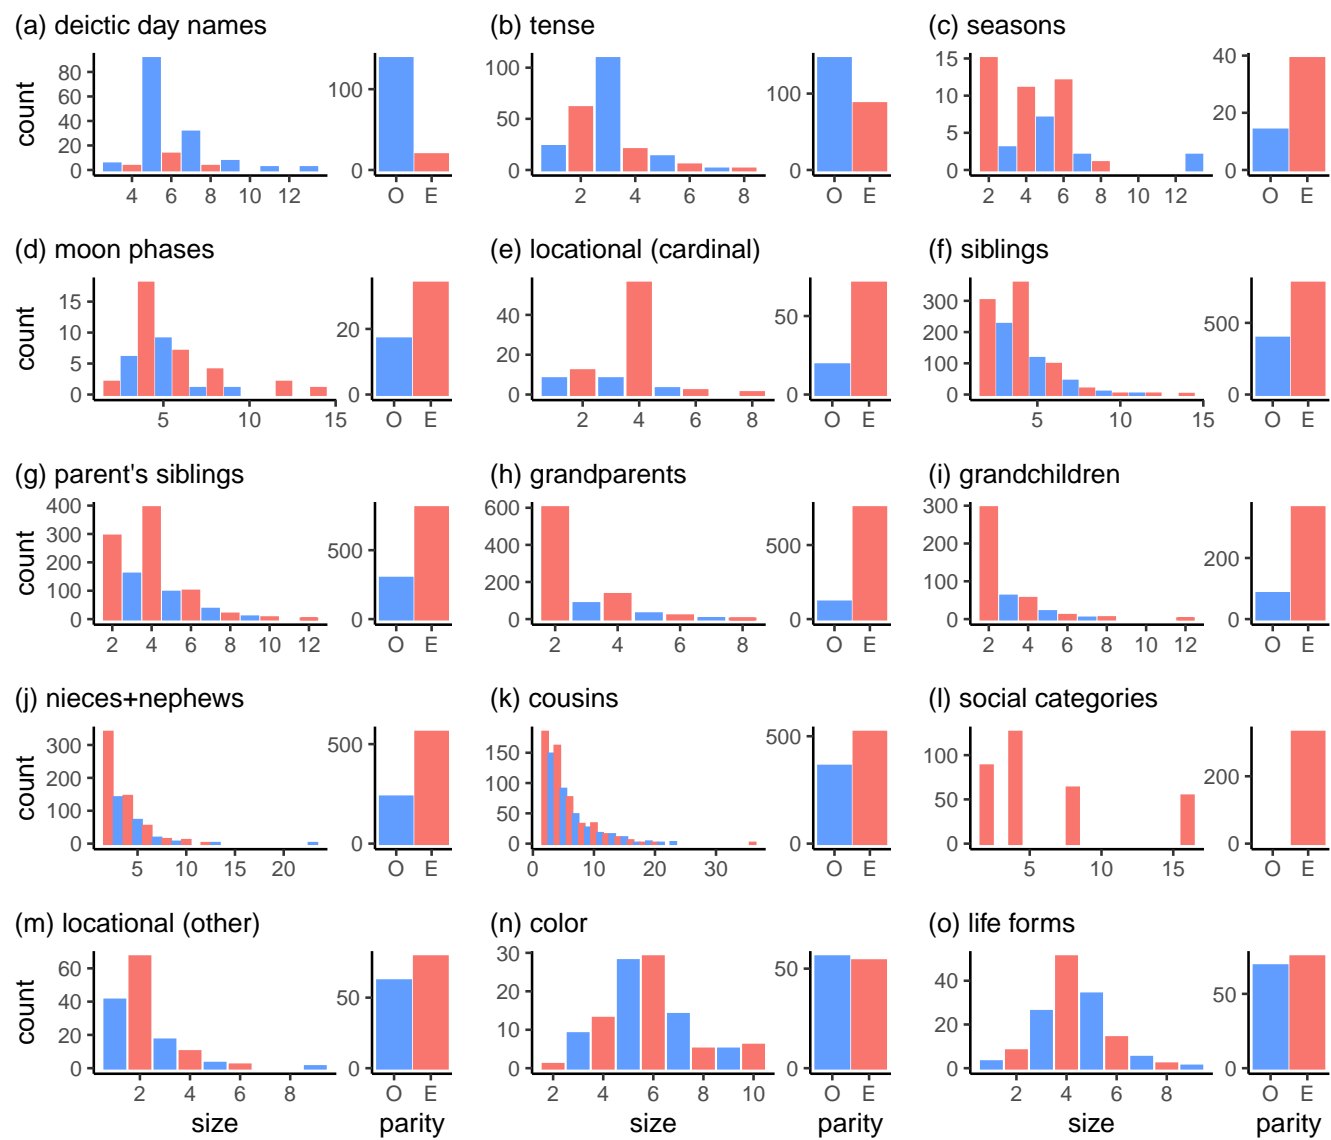 (a) deictic day names
count
80
60
40
20
0
4 6 8 10 12
100
0
O E
(b) tense
100
50
0
2 4 6 8
100
0
O E
(c) seasons
15
10
5
0
2 4 6 8 10 12
40
20
0
O E
(d) moon phases
count
15
10
5
0
5 10 15
20
0
O E
(e) locational (cardinal)
40
20
0
2 4 6 8
50
0
O E
(f) siblings
300
200
100
0
5 10 15
500
0
O E
(g) parent's siblings
count
400
300
200
100
0
2 4 6 8 10 12
500
0
O E
(h) grandparents
600
400
200
0
2 4 6 8
500
0
O E
(i) grandchildren
300
200
100
0
2 4 6 8 10 12
200
0
O E
(j) nieces+nephews
count
300
200
100
0
5 10 15 20
500
0
O E
(k) cousins
150
100
50
0
0 10 20 30
500
0
O E
(l) social categories
100
50
0
5 10 15
200
0
O E
(m) locational (other)
count
60
40
20
0
2 4 6 8
size
50
0
O E
parity
(n) color
30
20
10
0
2 4 6 8 10
size
50
0
O E
parity
(o) life forms
40
20
0
2 4 6 8
size
50
0
O E
parity